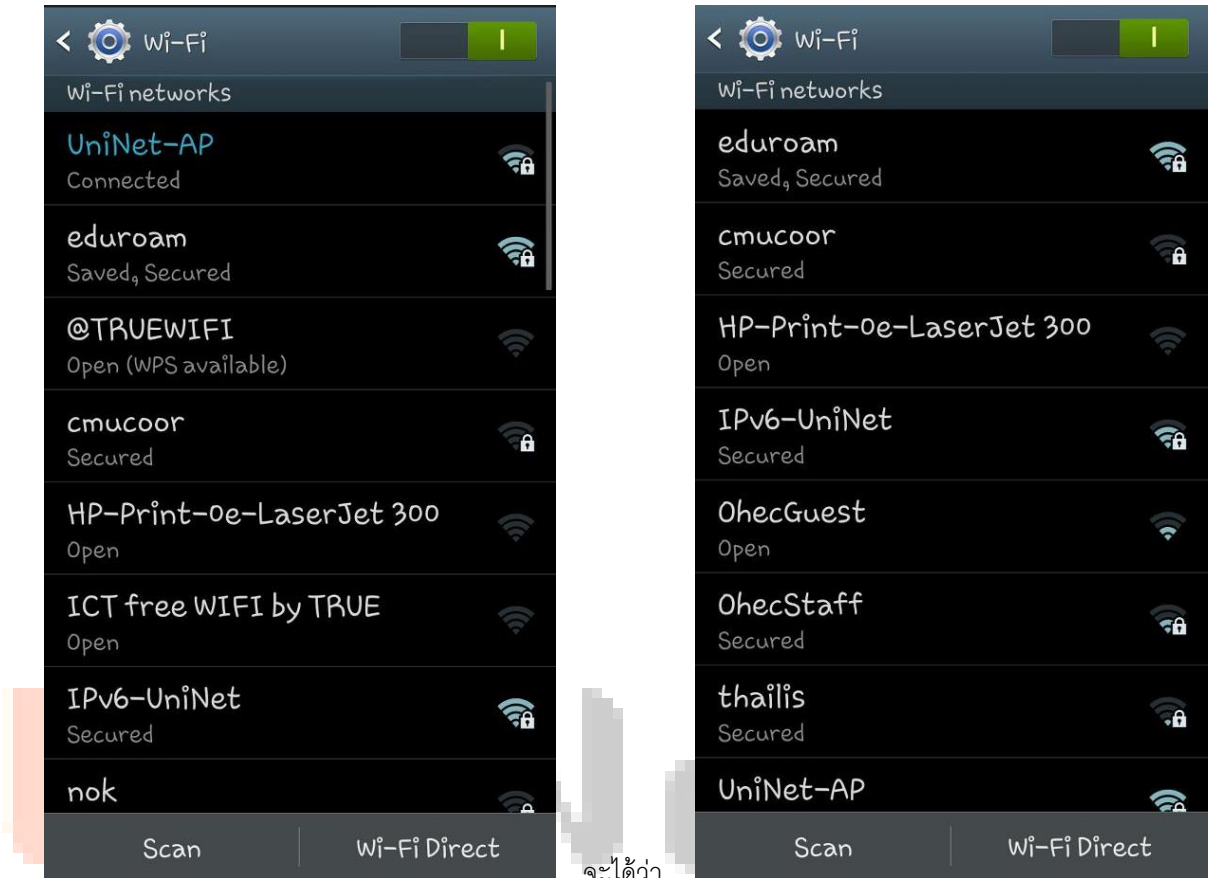 Wi-Fi
Wi-Fi networks
UniNet-AP
Connected
eduroam
Saved, Secured
@TRUEWIFI
Open (WPS available)
cmucoor
Secured
HP-Print-0e-LaserJet 300
Open
ICT free WIFI by TRUE
Open
IPv6-UniNet
Secured
nok
Scan
Wi-Fi Direct
จะได้ว่า
Wi-Fi
Wi-Fi networks
eduroam
Saved, Secured
cmucoor
Secured
HP-Print-0e-LaserJet 300
Open
IPv6-UniNet
Secured
OhecGuest
Open
OhecStaff
Secured
thailis
Secured
UniNet-AP
Scan
Wi-Fi Direct